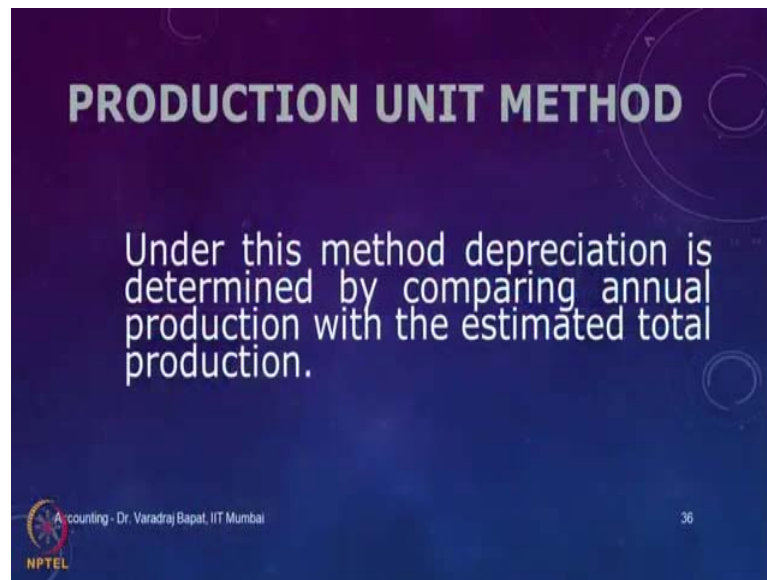 PRODUCTION UNIT METHOD
Under this method depreciation is
determined by comparing annual
production with the estimated total
production.
Accounting - Dr. Varadraj Bapat, IIT Mumbai
36
NPTEL